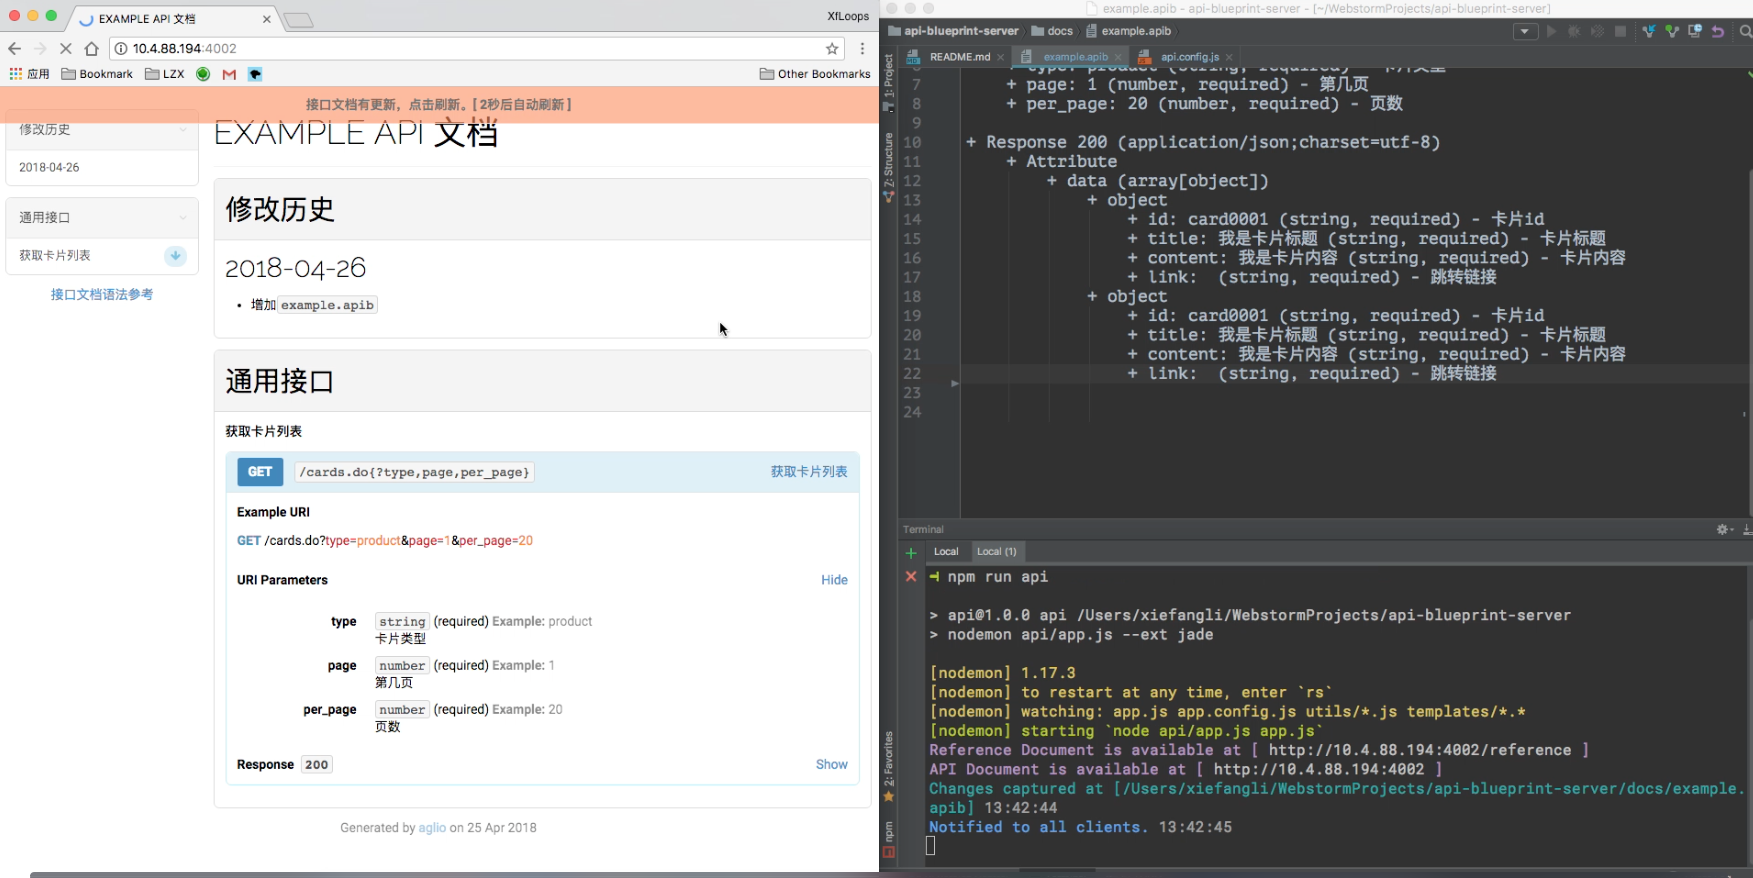 EXAMPLE API 文档
XfLoops
10.4.88.194:4002
应用 Bookmark LZX Other Bookmarks
接口文档有更新，点击刷新。[ 2秒后自动刷新 ]
修改历史
2018-04-26
通用接口
获取卡片列表
接口文档语法参考
EXAMPLE API 文档
修改历史
2018-04-26
• 增加 example.apib
通用接口
获取卡片列表
GET /cards.do{?type,page,per_page} 获取卡片列表
Example URI
GET /cards.do?type=product&page=1&per_page=20
URI Parameters Hide
type string (required) Example: product
卡片类型
page number (required) Example: 1
第几页
per_page number (required) Example: 20
页数
Response 200 Show
Generated by aglio on 25 Apr 2018
example.apib - api-blueprint-server - [~/WebstormProjects/api-blueprint-server]
api-blueprint-server docs example.apib
README.md example.apib api.config.js
1: Project
7: Structure
2: Favorites
npm
7 + page: 1 (number, required) - 第几页
8 + per_page: 20 (number, required) - 页数
9
10 + Response 200 (application/json;charset=utf-8)
11 + Attribute
12 + data (array[object])
13 + object
14 + id: card0001 (string, required) - 卡片id
15 + title: 我是卡片标题 (string, required) - 卡片标题
16 + content: 我是卡片内容 (string, required) - 卡片内容
17 + link:  (string, required) - 跳转链接
18 + object
19 + id: card0001 (string, required) - 卡片id
20 + title: 我是卡片标题 (string, required) - 卡片标题
21 + content: 我是卡片内容 (string, required) - 卡片内容
22 + link:  (string, required) - 跳转链接
23
24
Terminal
Local Local (1)
npm run api
> api@1.0.0 api /Users/xiefangli/WebstormProjects/api-blueprint-server
> nodemon api/app.js --ext jade
[nodemon] 1.17.3
[nodemon] to restart at any time, enter `rs`
[nodemon] watching: app.js app.config.js utils/*.js templates/*.*
[nodemon] starting `node api/app.js app.js`
Reference Document is available at [ http://10.4.88.194:4002/reference ]
API Document is available at [ http://10.4.88.194:4002 ]
Changes captured at [/Users/xiefangli/WebstormProjects/api-blueprint-server/docs/example.
apib] 13:42:44
Notified to all clients. 13:42:45